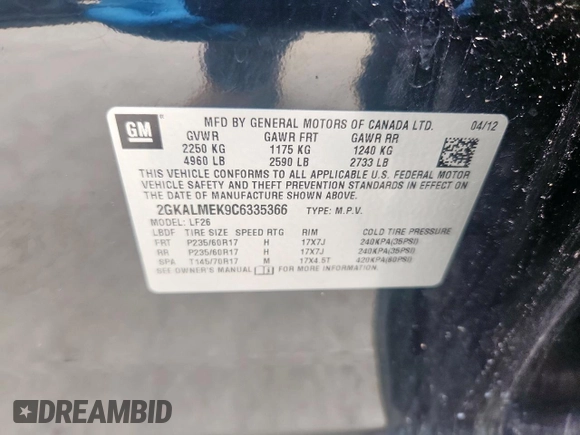 GM
MFD BY GENERAL MOTORS OF CANADA LTD. 04/12
GVWR GAWR FRT GAWR RR
2250 KG 1175 KG 1240 KG
4960 LB 2590 LB 2733 LB
THIS VEHICLE CONFORMS TO ALL APPLICABLE U.S. FEDERAL MOTOR
VEHICLE SAFETY AND THEFT PREVENTION STANDARDS IN EFFECT ON
THE DATE OF MANUFACTURE SHOWN ABOVE.
2GKALMEK9C6335366 TYPE: M.P.V.
MODEL: LF26
LBDF TIRE SIZE SPEED RTG RIM COLD TIRE PRESSURE
FRT P235/60R17 H 17X7J 240KPA(35PSI)
RR P235/60R17 H 17X7J 240KPA(35PSI)
SPA T145/70R17 M 17X4.5T 420KPA(60PSI)
SEE OWNER'S MANUAL FOR MORE INFORMATION.
DREAMBID